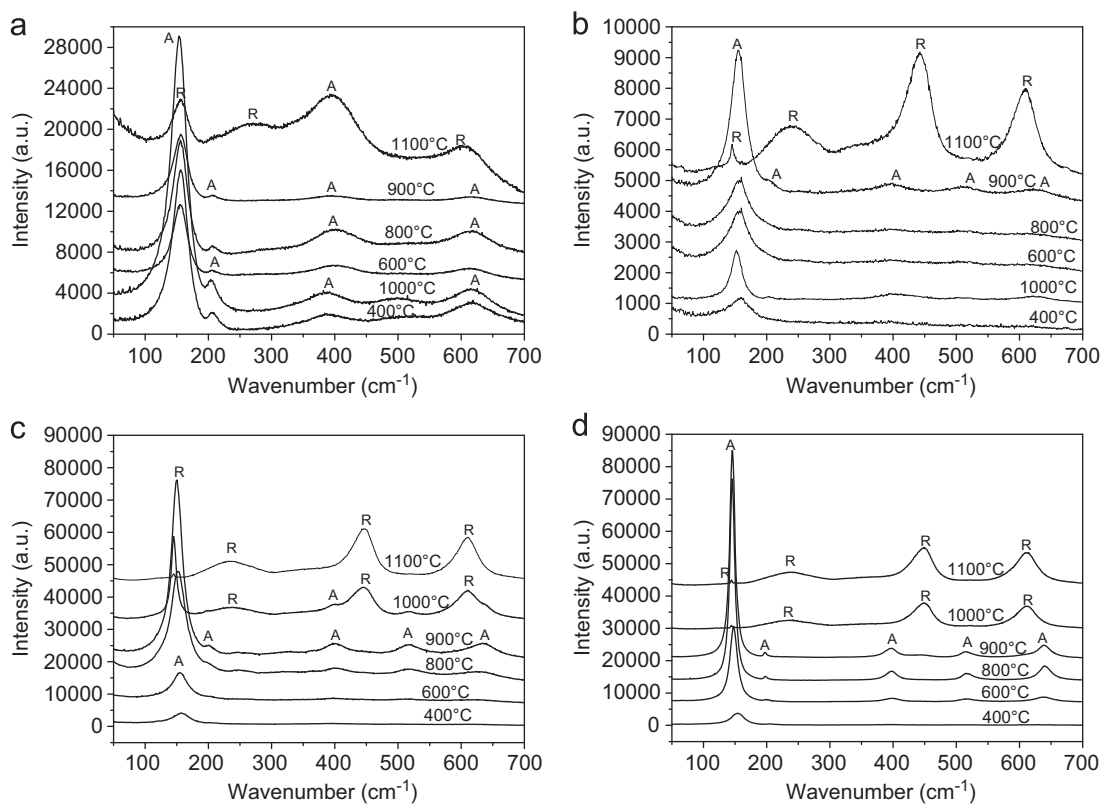 a
28000
24000
20000
16000
12000
8000
4000
0
Intensity (a.u.)
A
R
R
A
R
1100°C
A
900°C
A
A
800°C
A
A
A
600°C
A
1000°C
A
400°C
100 200 300 400 500 600 700
Wavenumber (cm-1)
b
10000
9000
8000
7000
6000
5000
4000
3000
2000
1000
0
Intensity (a.u.)
A
R
R
R
R
1100°C
A
A
A
900°C
A
800°C
600°C
1000°C
400°C
100 200 300 400 500 600 700
Wavenumber (cm-1)
c
90000
80000
70000
60000
50000
40000
30000
20000
10000
0
Intensity (a.u.)
R
R
R
R
1100°C
R
A
R
1000°C
R
A
A
A
900°C
A
800°C
A
600°C
400°C
100 200 300 400 500 600 700
Wavenumber (cm-1)
d
90000
80000
70000
60000
50000
40000
30000
20000
10000
0
Intensity (a.u.)
A
R
R
R
1100°C
R
R
R
1000°C
R
A
A
A
900°C
A
800°C
600°C
400°C
100 200 300 400 500 600 700
Wavenumber (cm-1)